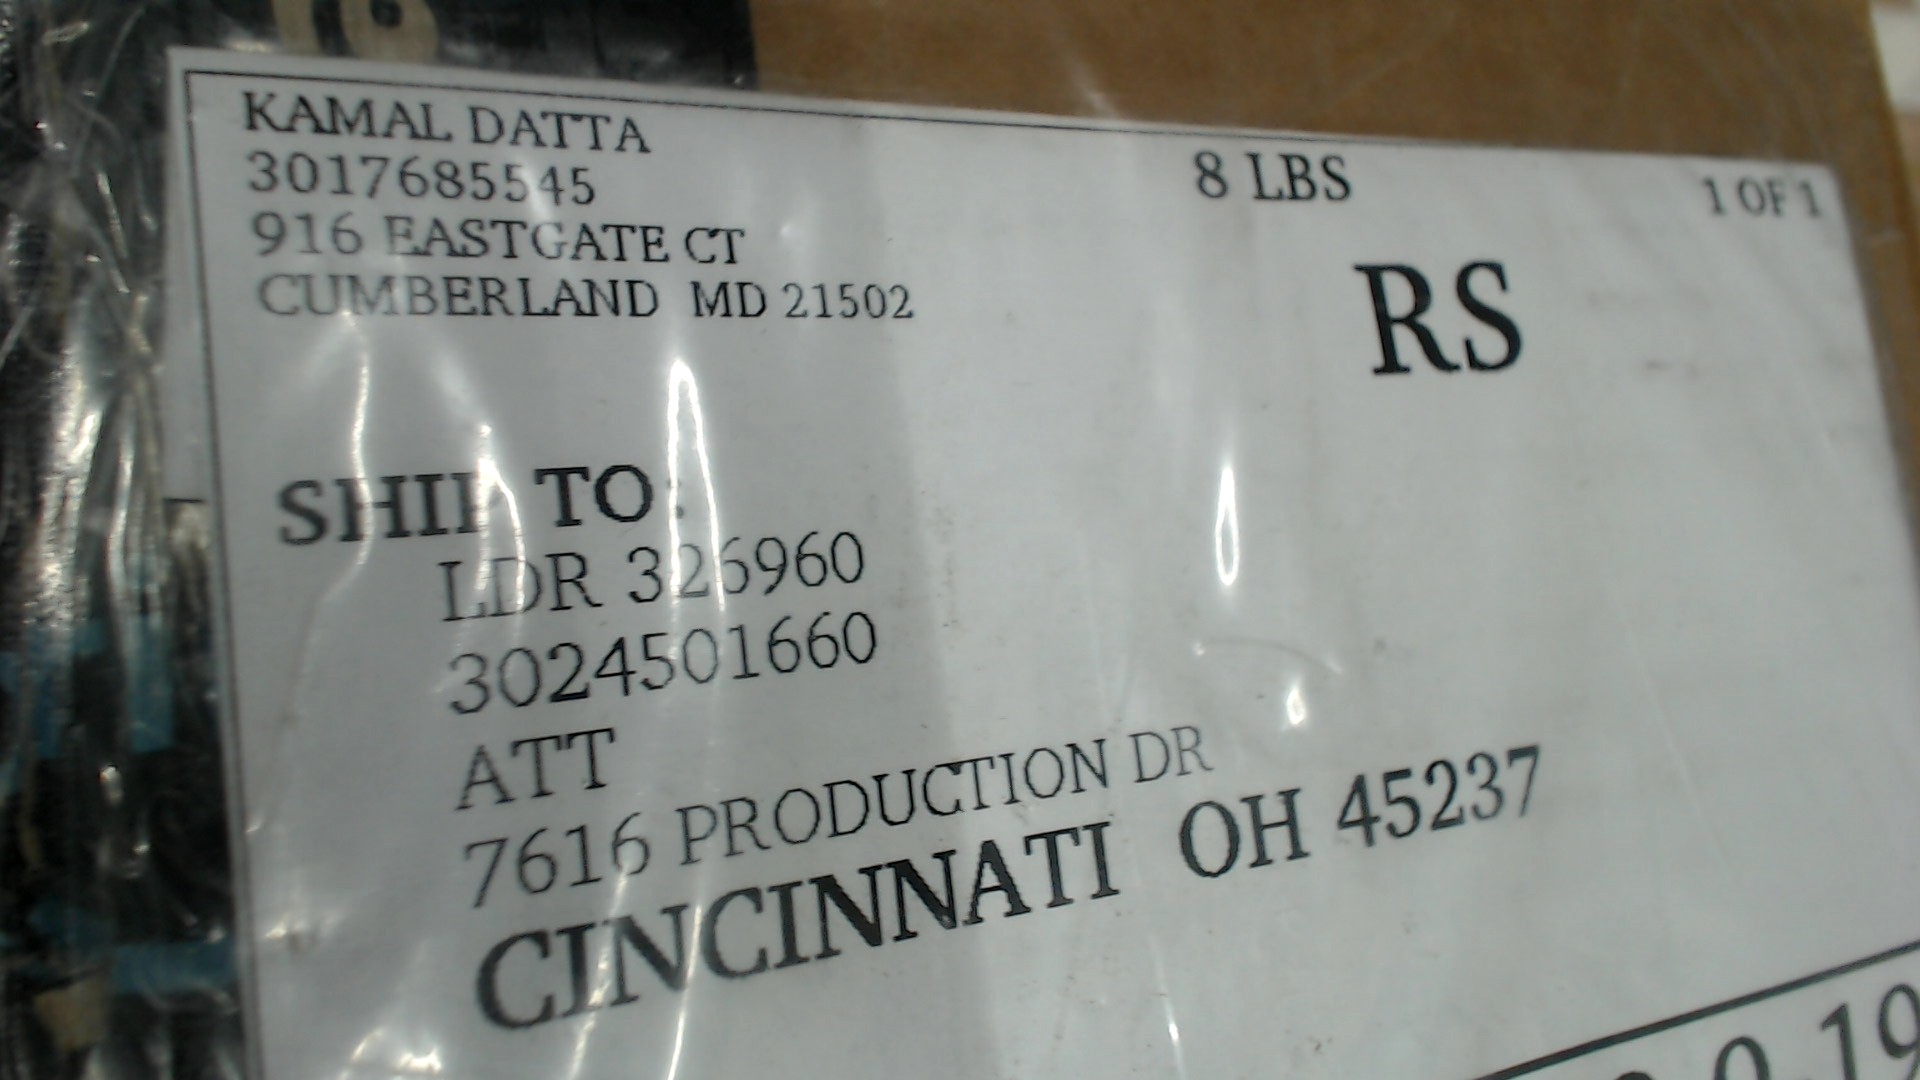 KAMAL DATTA
3017685545
916 EASTGATE CT
CUMBERLAND MD 21502
8 LBS
1 OF 1
RS
SHIP TO:
LDR 326960
3024501660
ATT
7616 PRODUCTION DR
CINCINNATI OH 45237